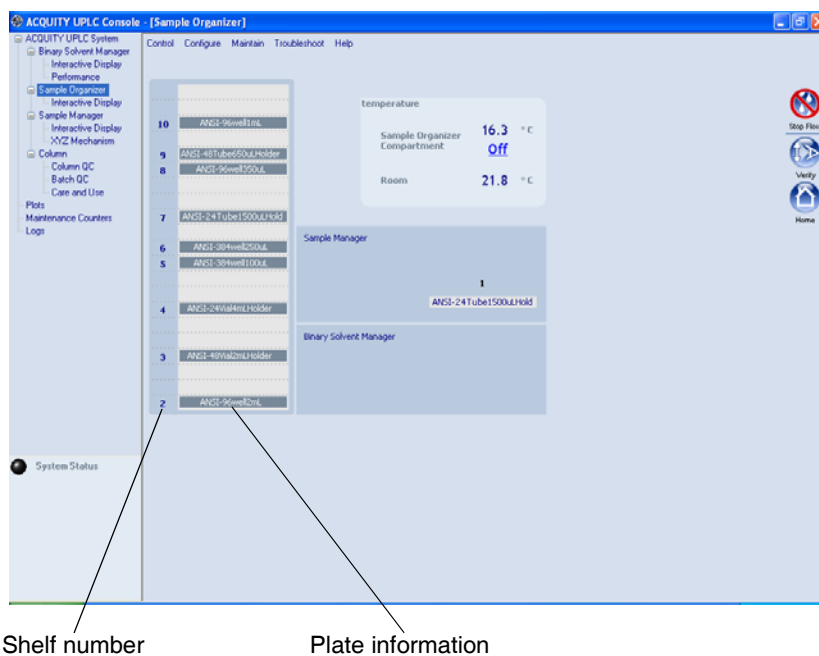 ACQUITY UPLC Console - [Sample Organizer]
ACQUITY UPLC System
Binary Solvent Manager
Interactive Display
Performance
Sample Organizer
Interactive Display
Sample Manager
Interactive Display
XYZ Mechanism
Column
Column QC
Batch QC
Care and Use
Plots
Maintenance Counters
Logs
System Status
Control Configure Maintain Troubleshoot Help
10 ANSI-96well1mL
9 ANSI-48Tube650uLHolder
8 ANSI-96well350uL
7 ANSI-24Tube1500uLHold
6 ANSI-384well250uL
5 ANSI-384well100uL
4 ANSI-24Vial4mLHolder
3 ANSI-48Vial2mLHolder
2 ANSI-96well2mL
temperature
Sample Organizer
Compartment
16.3 °C
Off
Room 21.8 °C
Sample Manager
1
ANSI-24Tube1500uLHold
Binary Solvent Manager
Stop Flow
Verify
Home
Shelf number
Plate information